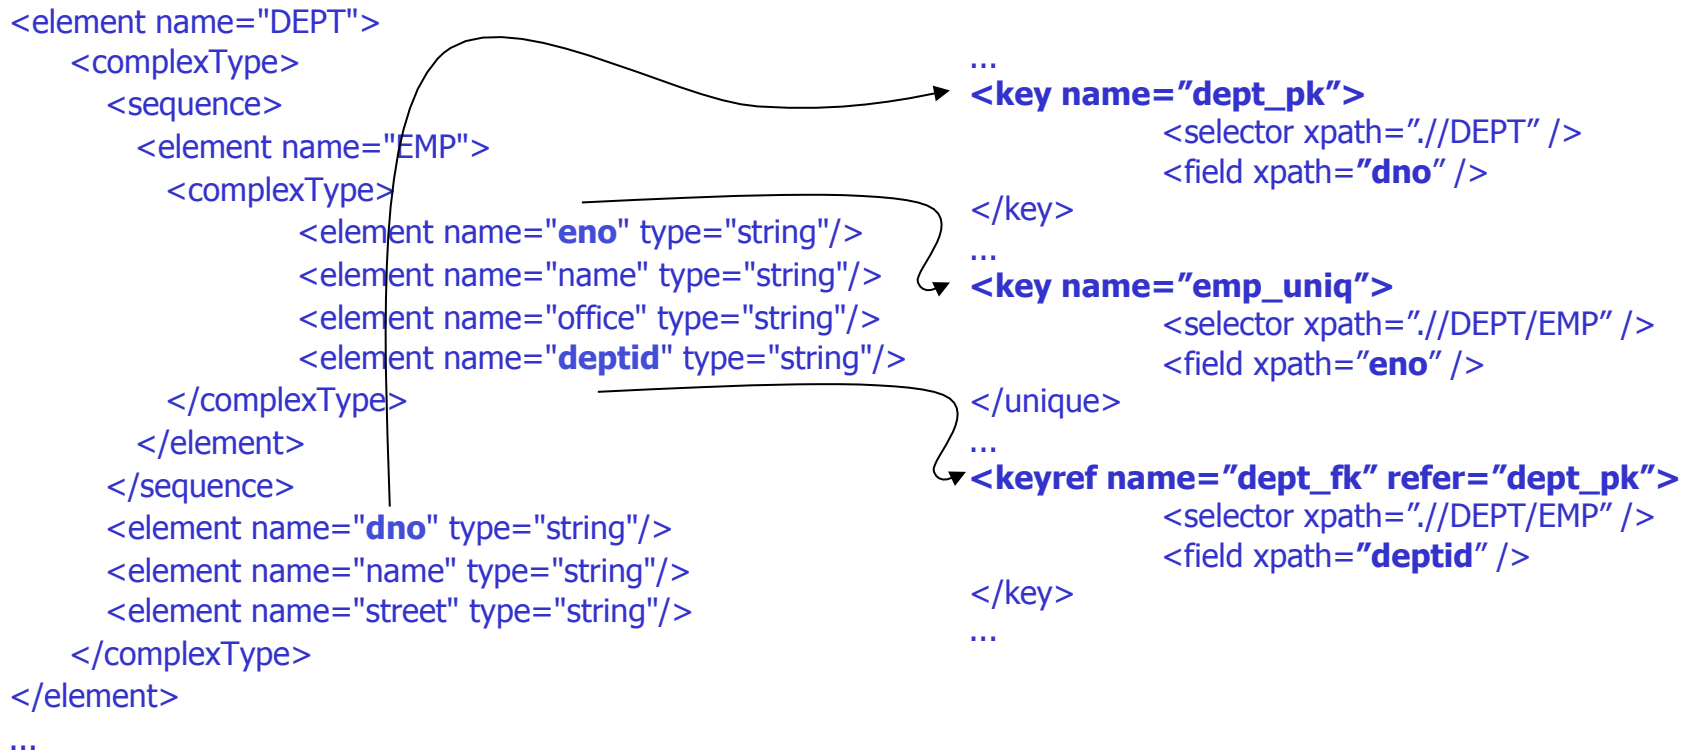 <element name="DEPT">
<complexType>
<sequence>
<element name="EMP">
<complexType>
<element name="eno" type="string"/>
<element name="name" type="string"/>
<element name="office" type="string"/>
<element name="deptid" type="string"/>
</complexType>
</element>
</sequence>
<element name="dno" type="string"/>
<element name="name" type="string"/>
<element name="street" type="string"/>
</complexType>
</element>
...
...
<key name=″dept_pk″>
<selector xpath=″.//DEPT″ />
<field xpath=″dno″ />
</key>
...
<key name=″emp_uniq″>
<selector xpath=″.//DEPT/EMP″ />
<field xpath=″eno″ />
</unique>
...
<keyref name=″dept_fk″ refer=″dept_pk″>
<selector xpath=″.//DEPT/EMP″ />
<field xpath=″deptid″ />
</key>
...